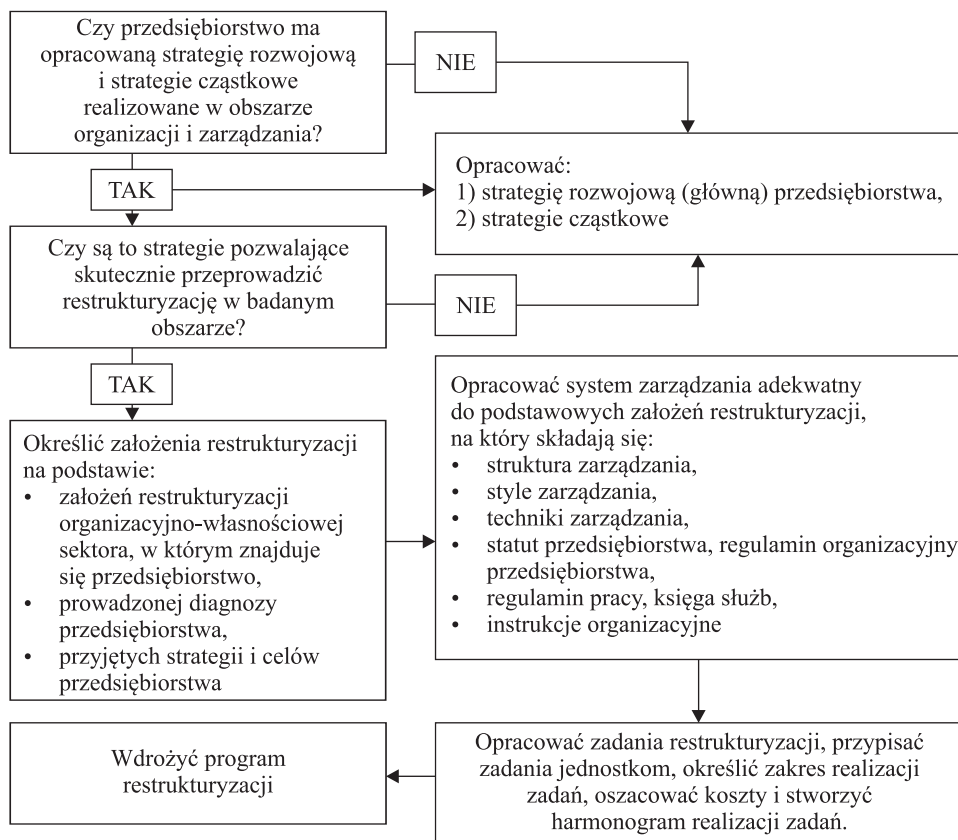 Czy przedsiębiorstwo ma
opracowaną strategię rozwojową
i strategie cząstkowe
realizowane w obszarze
organizacji i zarządzania?
NIE
TAK
Opracować:
1) strategię rozwojową (główną) przedsiębiorstwa,
2) strategie cząstkowe
Czy są to strategie pozwalające
skutecznie przeprowadzić
restrukturyzację w badanym
obszarze?
NIE
TAK
Określić założenia restrukturyzacji
na podstawie:
• założeń restrukturyzacji
organizacyjno-własnościowej
sektora, w którym znajduje
się przedsiębiorstwo,
• prowadzonej diagnozy
przedsiębiorstwa,
• przyjętych strategii i celów
przedsiębiorstwa
Opracować system zarządzania adekwatny
do podstawowych założeń restrukturyzacji,
na który składają się:
• struktura zarządzania,
• style zarządzania,
• techniki zarządzania,
• statut przedsiębiorstwa, regulamin organizacyjny
przedsiębiorstwa,
• regulamin pracy, księga służb,
• instrukcje organizacyjne
Opracować zadania restrukturyzacji, przypisać
zadania jednostkom, określić zakres realizacji
zadań, oszacować koszty i stworzyć
harmonogram realizacji zadań.
Wdrożyć program
restrukturyzacji